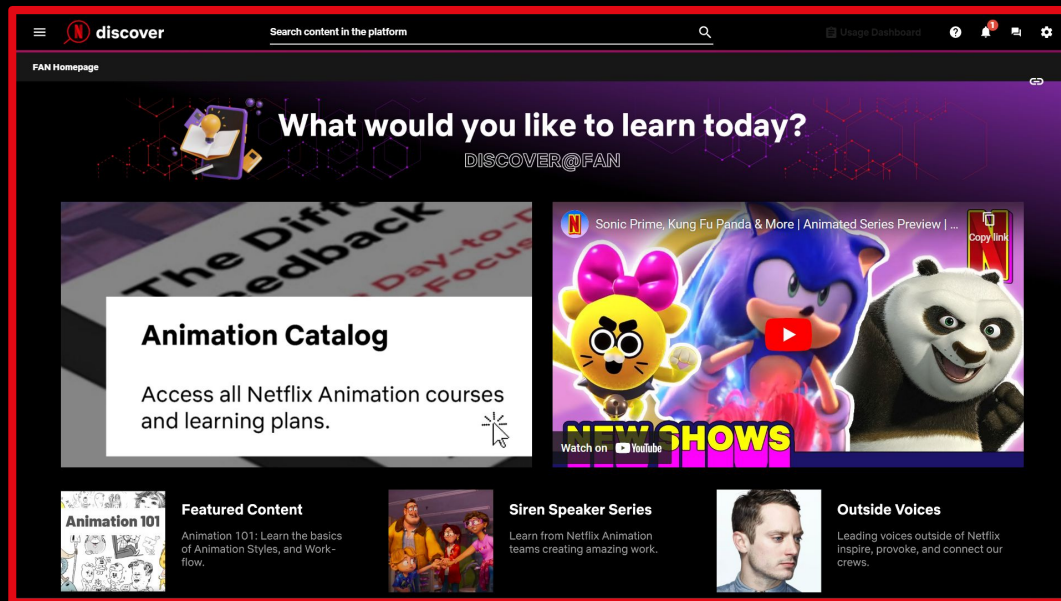 N discover
Search content in the platform
Usage Dashboard
1
FAN Homepage
What would you like to learn today?
DISCOVER@FAN
The Diffe
eedback
Day-to-D
-Focus
Animation Catalog
Access all Netflix Animation courses
and learning plans.
N Sonic Prime, Kung Fu Panda & More | Animated Series Preview | ...
Copy link
N
NEW SHOWS
Watch on YouTube
Animation 101
Featured Content
Animation 101: Learn the basics
of Animation Styles, and Work-
flow.
Siren Speaker Series
Learn from Netflix Animation
teams creating amazing work.
Outside Voices
Leading voices outside of Netflix
inspire, provoke, and connect our
crews.